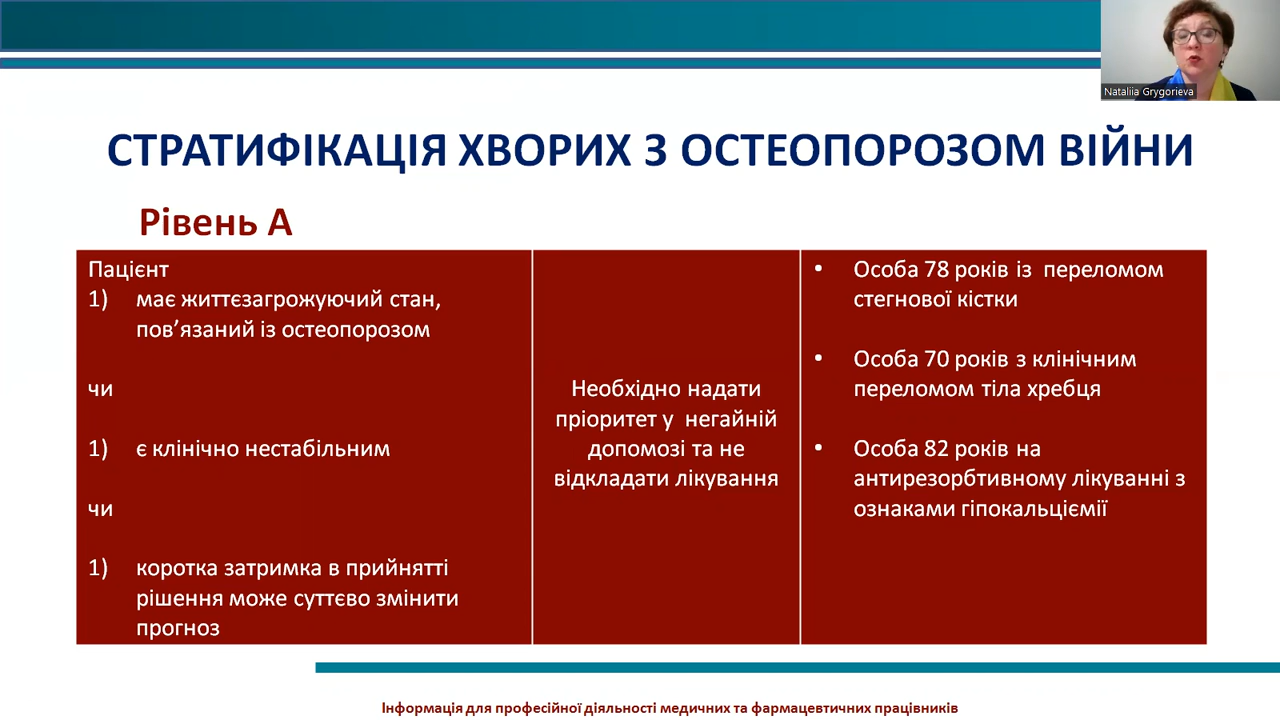 Nataliia Grygorieva
СТРАТИФІКАЦІЯ ХВОРИХ З ОСТЕОПОРОЗОМ ВІЙНИ
Рівень А
Пацієнт
1) має життєзагрожуючий стан,
пов’язаний із остеопорозом
чи
1) є клінічно нестабільним
чи
1) коротка затримка в прийнятті
рішення може суттєво змінити
прогноз
Необхідно надати
пріоритет у негайній
допомозі та не
відкладати лікування
• Особа 78 років із переломом
стегнової кістки
• Особа 70 років з клінічним
переломом тіла хребця
• Особа 82 років на
антирезорбтивному лікуванні з
ознаками гіпокальціємії
Інформація для професійної діяльності медичних та фармацевтичних працівників